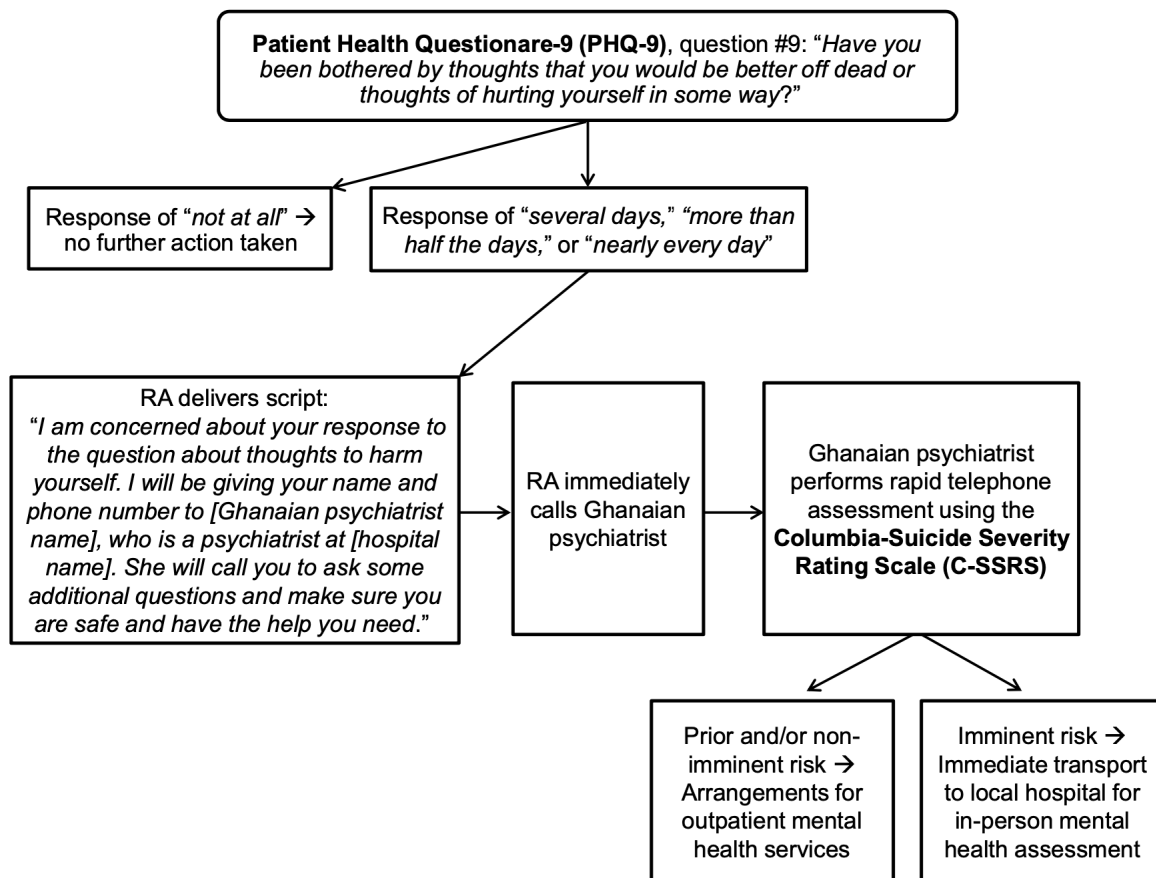 Patient Health Questionare-9 (PHQ-9), question #9: “Have you
been bothered by thoughts that you would be better off dead or
thoughts of hurting yourself in some way?”
Response of “not at all” →
no further action taken
Response of “several days,” “more than
half the days,” or “nearly every day”
RA delivers script:
“I am concerned about your response to
the question about thoughts to harm
yourself. I will be giving your name and
phone number to [Ghanaian psychiatrist
name], who is a psychiatrist at [hospital
name]. She will call you to ask some
additional questions and make sure you
are safe and have the help you need.”
RA immediately
calls Ghanaian
psychiatrist
Ghanaian psychiatrist
performs rapid telephone
assessment using the
Columbia-Suicide Severity
Rating Scale (C-SSRS)
Prior and/or non-
imminent risk →
Arrangements for
outpatient mental
health services
Imminent risk →
Immediate transport
to local hospital for
in-person mental
health assessment